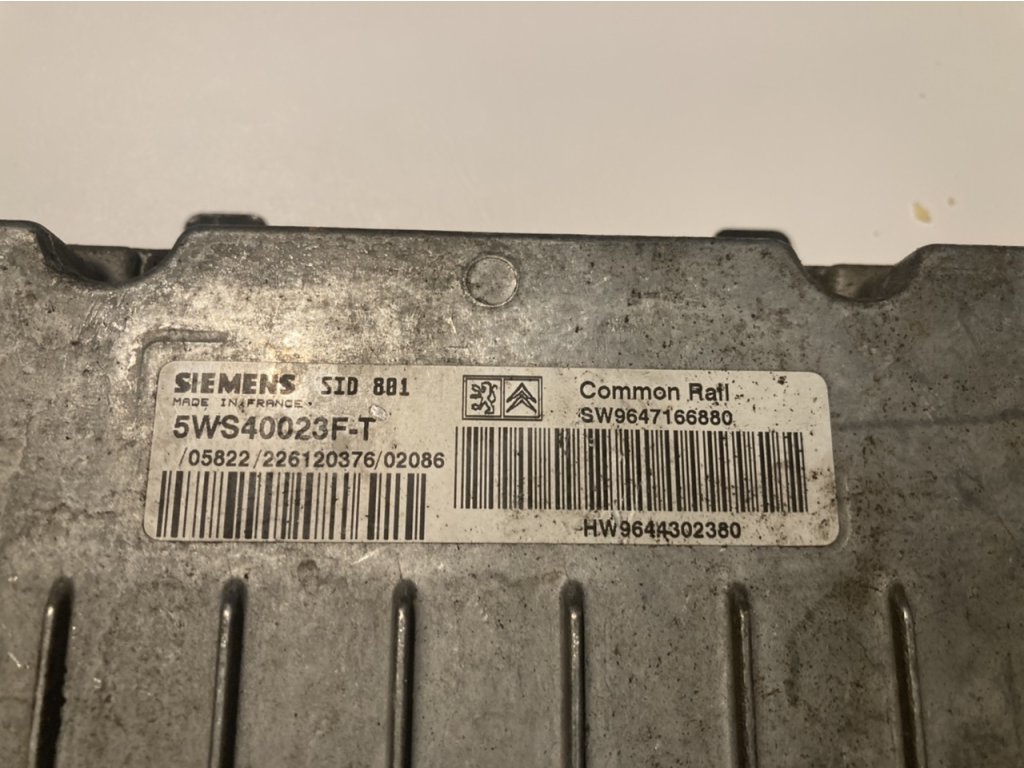 SIEMENS SID 801
MADE IN FRANCE
5WS40023F-T
/05822/226120376/02086
Common Rail
SW9647166880
HW9644302380